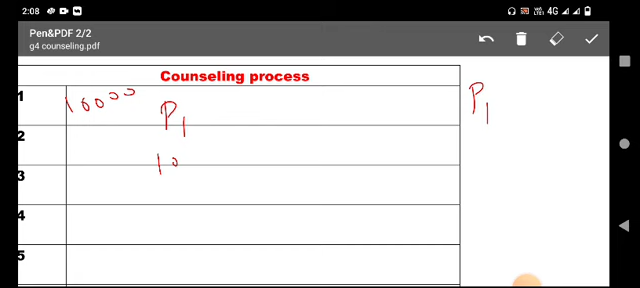 2:08 4G
Pen&PDF 2/2
g4 counseling.pdf
Counseling process
1 10000 P1 P1
2
10
3
4
5